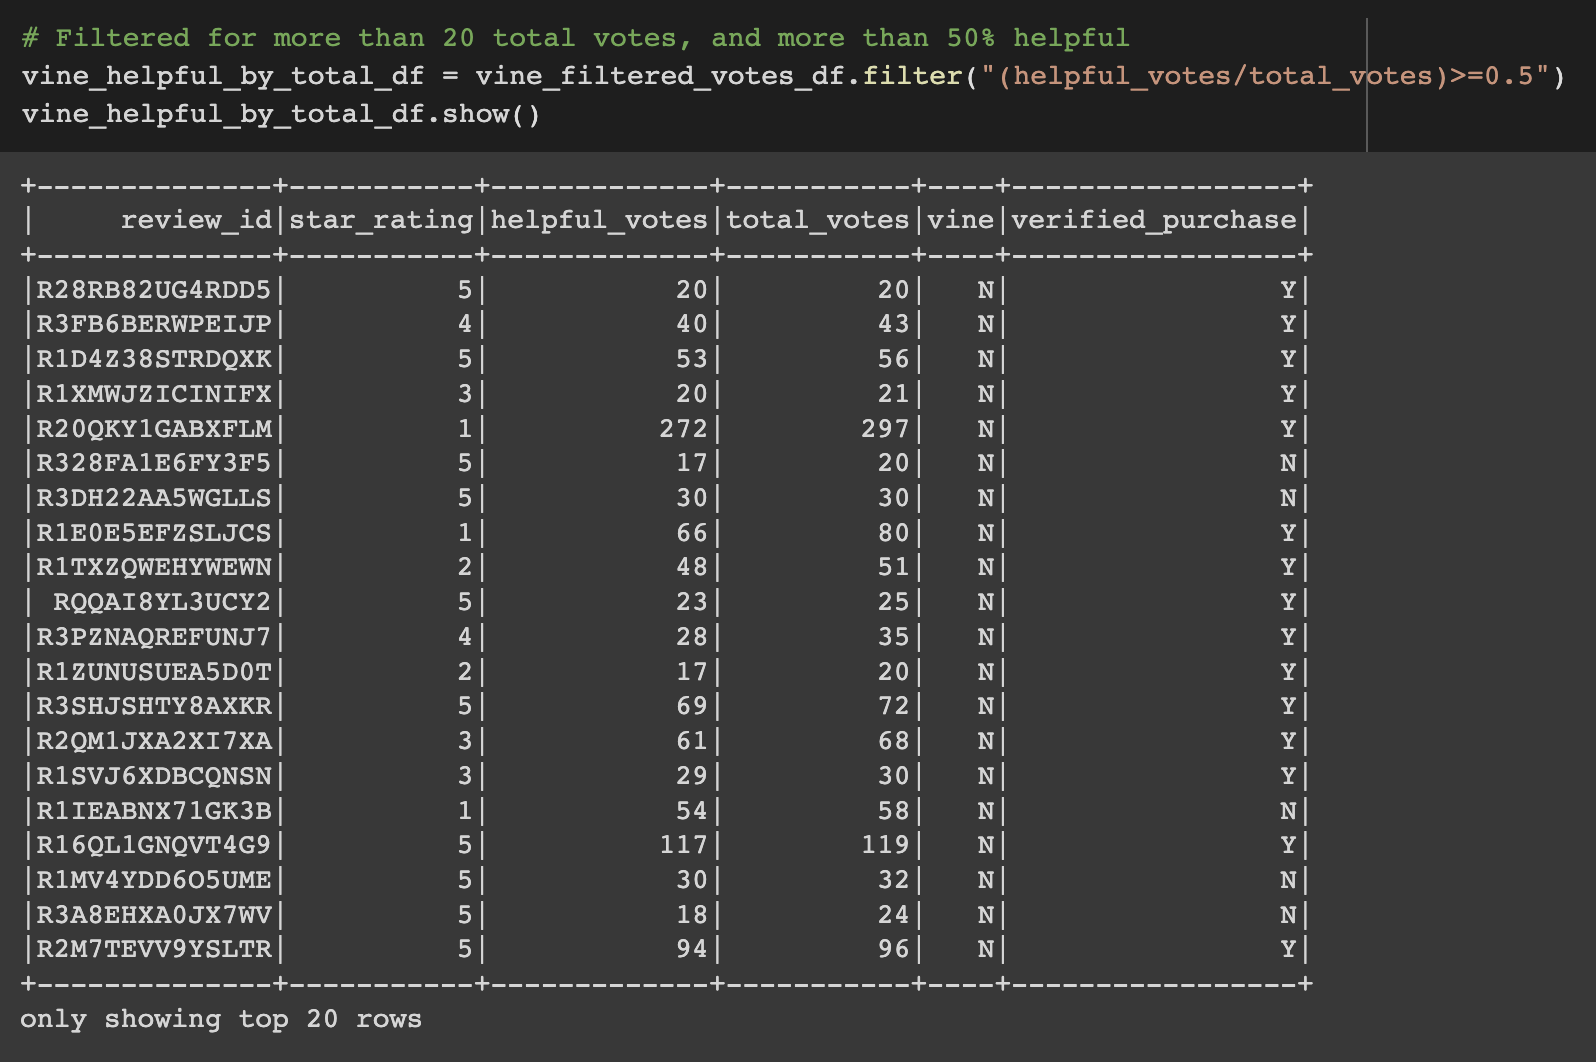 # Filtered for more than 20 total votes, and more than 50% helpful
vine_helpful_by_total_df = vine_filtered_votes_df.filter("(helpful_votes/total_votes)>=0.5")
vine_helpful_by_total_df.show()
+--------------+-----------+-------------+-----------+----+-----------------+
|     review_id|star_rating|helpful_votes|total_votes|vine|verified_purchase|
+--------------+-----------+-------------+-----------+----+-----------------+
|R28RB82UG4RDD5|          5|           20|         20|   N|                Y|
|R3FB6BERWPEIJP|          4|           40|         43|   N|                Y|
|R1D4Z38STRDQXK|          5|           53|         56|   N|                Y|
|R1XMWJZICINIFX|          3|           20|         21|   N|                Y|
|R20QKY1GABXFLM|          1|          272|        297|   N|                Y|
|R328FA1E6FY3F5|          5|           17|         20|   N|                N|
|R3DH22AA5WGLLS|          5|           30|         30|   N|                N|
|R1E0E5EFZSLJCS|          1|           66|         80|   N|                Y|
|R1TXZQWEHYWEWN|          2|           48|         51|   N|                Y|
| RQQAI8YL3UCY2|          5|           23|         25|   N|                Y|
|R3PZNAQREFUNJ7|          4|           28|         35|   N|                Y|
|R1ZUNUSUEA5D0T|          2|           17|         20|   N|                Y|
|R3SHJSHTY8AXKR|          5|           69|         72|   N|                Y|
|R2QM1JXA2XI7XA|          3|           61|         68|   N|                Y|
|R1SVJ6XDBCQNSN|          3|           29|         30|   N|                Y|
|R1IEABNX71GK3B|          1|           54|         58|   N|                N|
|R16QL1GNQVT4G9|          5|          117|        119|   N|                Y|
|R1MV4YDD6O5UME|          5|           30|         32|   N|                N|
|R3A8EHXA0JX7WV|          5|           18|         24|   N|                N|
|R2M7TEVV9YSLTR|          5|           94|         96|   N|                Y|
+--------------+-----------+-------------+-----------+----+-----------------+
only showing top 20 rows